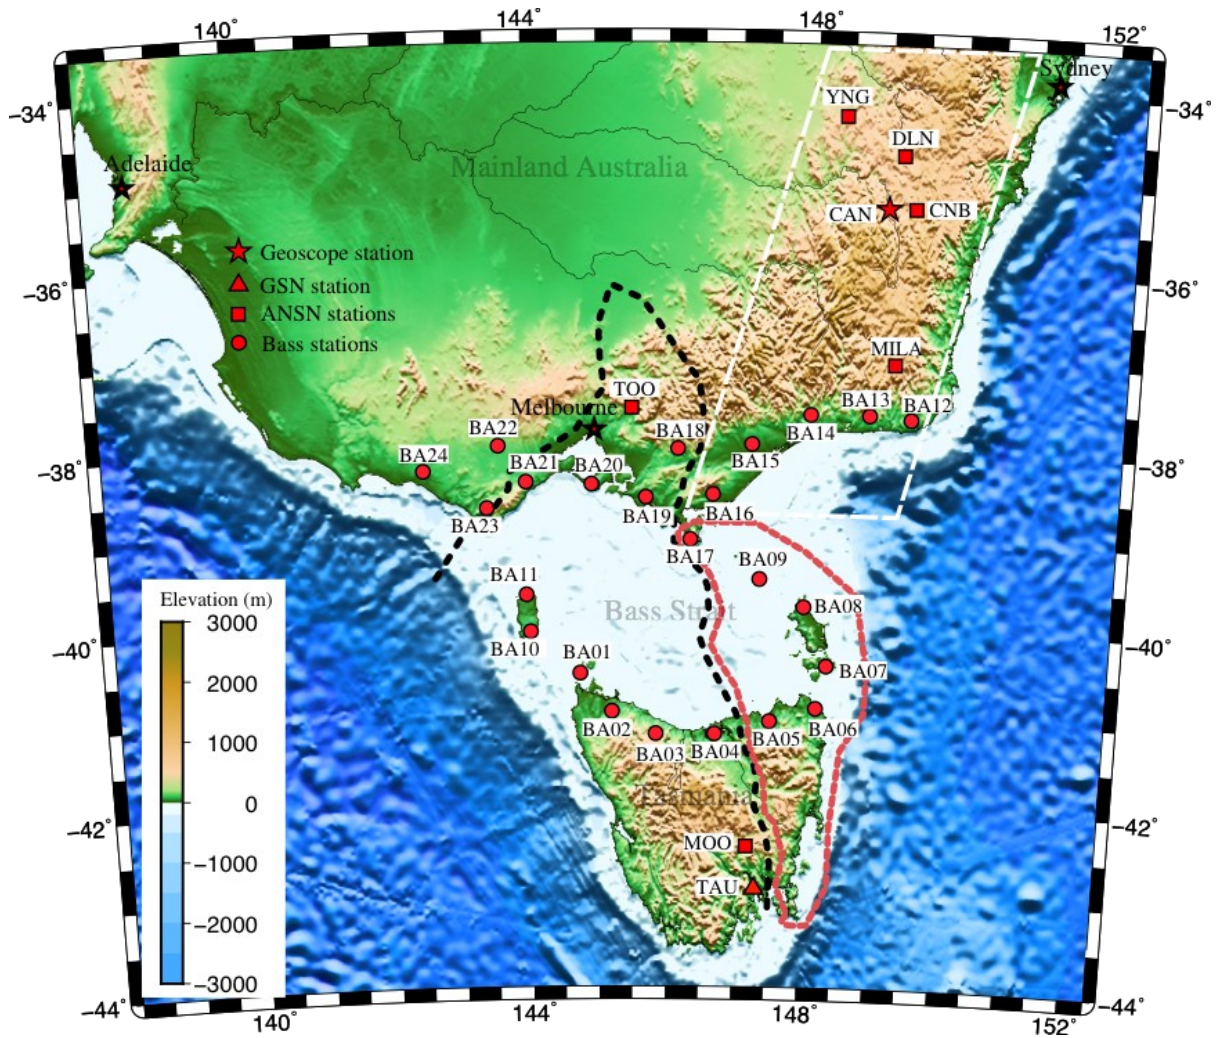 140°
144°
148°
152°
Sydney
−34°
−34°
YNG
DLN
Adelaide
Mainland Australia
CAN
CNB
Geoscope station
GSN station
ANSN stations
Bass stations
−36°
−36°
MILA
TOO
Melbourne
BA13
BA12
BA22
BA18
BA14
BA24
BA21
BA20
BA15
−38°
−38°
BA23
BA19
BA16
BA17
BA09
BA11
Elevation (m)
BA08
Bass Strait
3000
BA10
BA01
−40°
−40°
BA07
2000
BA02
BA03
BA04
BA05
BA06
1000
Tasmania
0
−42°
−42°
MOO
−1000
TAU
−2000
−3000
−44°
−44°
140°
144°
148°
152°